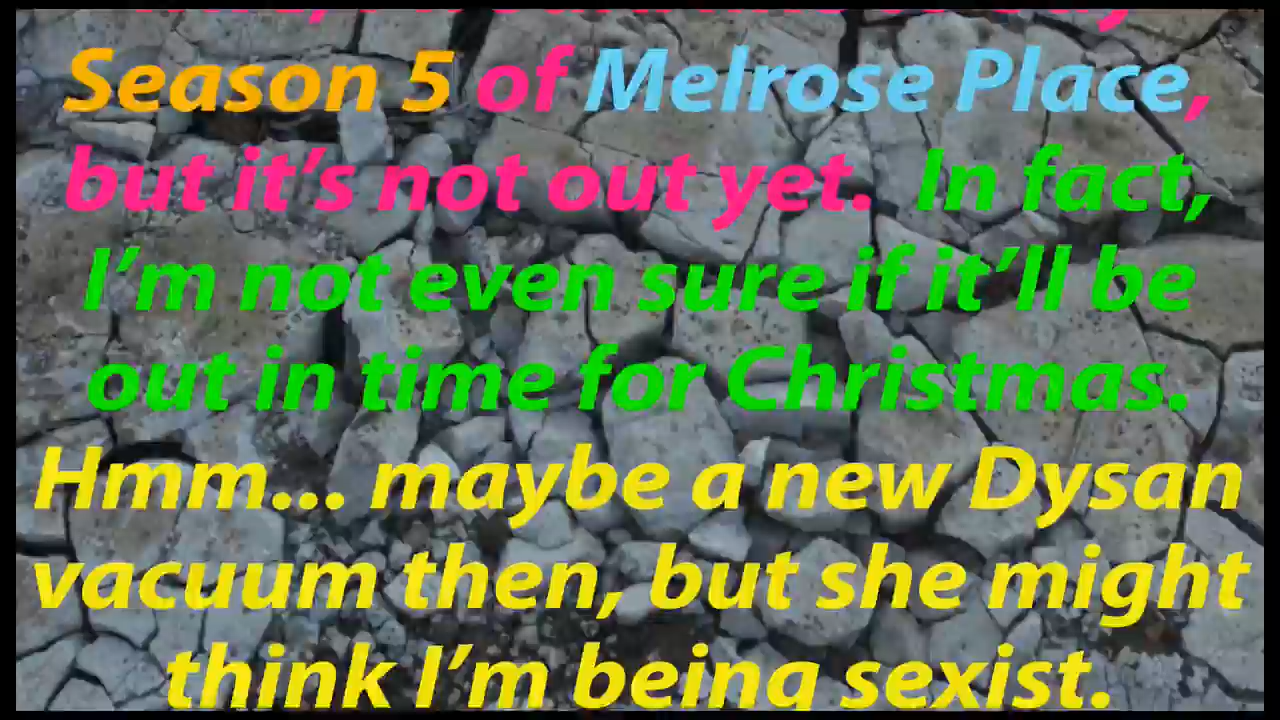 Season 5 of Melrose Place,
but it's not out yet. In fact,
I'm not even sure if it'll be
out in time for Christmas.
Hmm... maybe a new Dysan
vacuum then, but she might
think I'm being sexist.